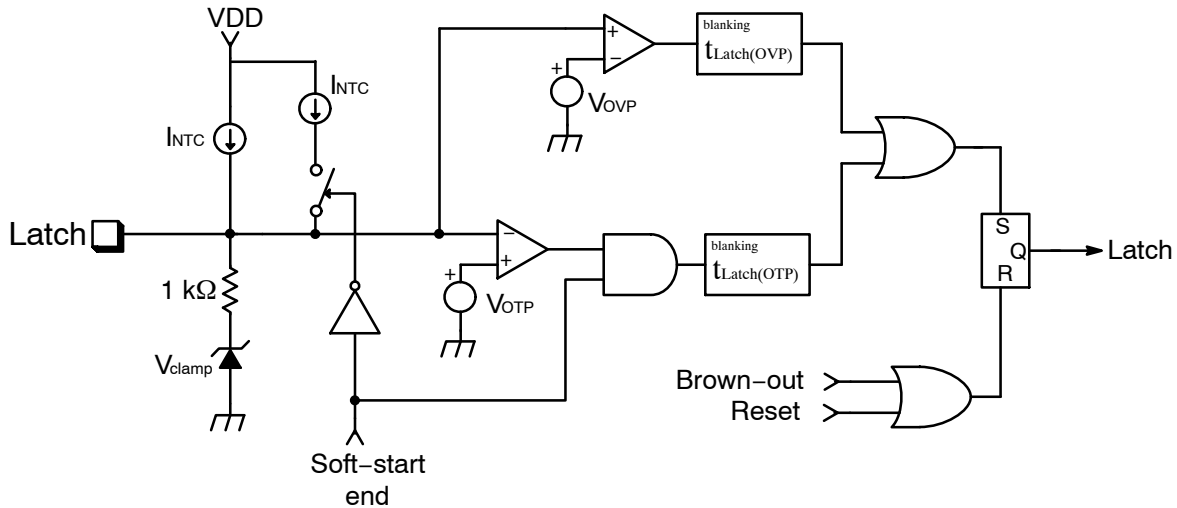 VDD
INTC
INTC
Latch
1 kΩ
Vclamp
Soft−start
end
+
−
+
VOVP
blanking
tLatch(OVP)
−
+
+
VOTP
blanking
tLatch(OTP)
S
Q
R
Latch
Brown−out
Reset